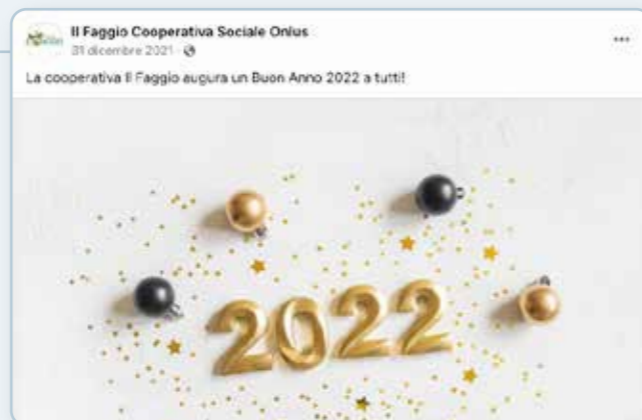 Il Faggio Cooperativa Sociale Onlus
31 dicembre 2021
La cooperativa Il Faggio augura un Buon Anno 2022 a tutti!
2022